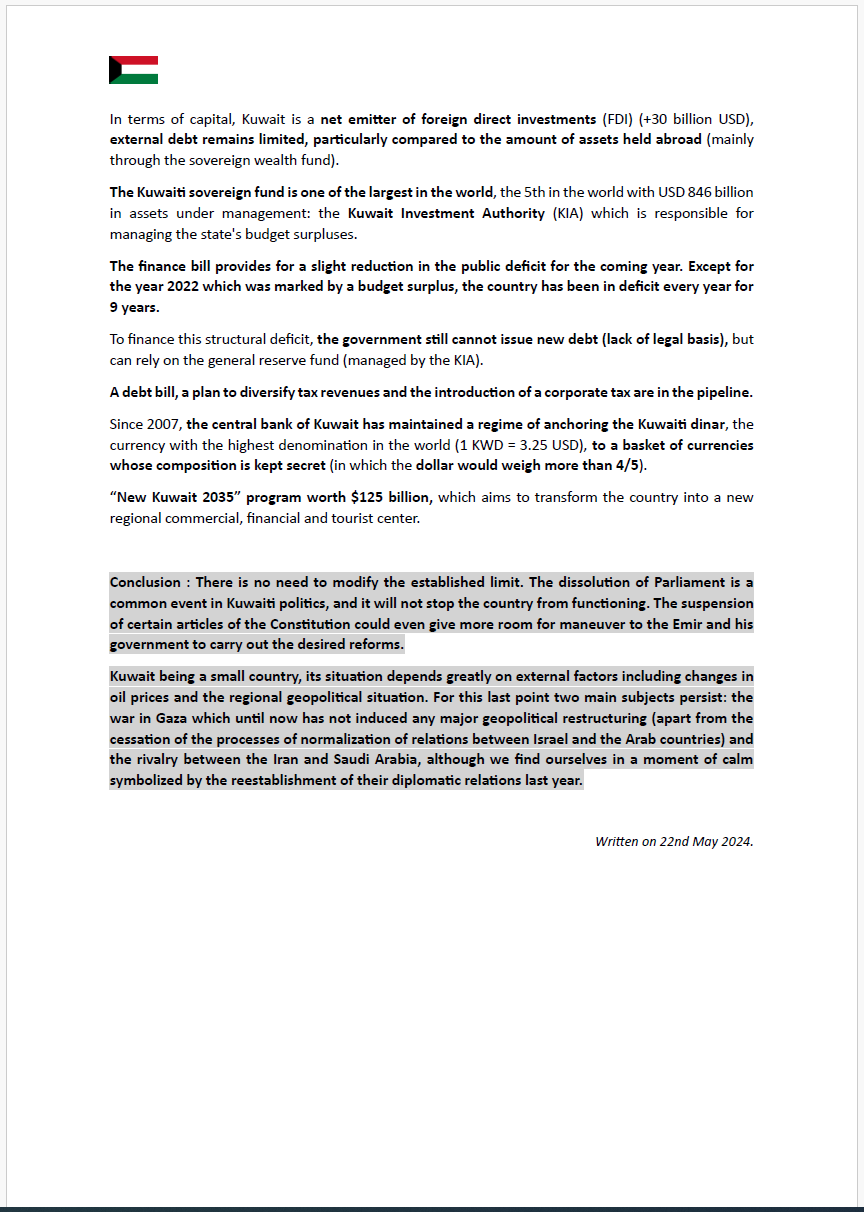 In terms of capital, Kuwait is a net emitter of foreign direct investments (FDI) (+30 billion USD),
external debt remains limited, particularly compared to the amount of assets held abroad (mainly
through the sovereign wealth fund).
The Kuwaiti sovereign fund is one of the largest in the world, the 5th in the world with USD 846 billion
in assets under management: the Kuwait Investment Authority (KIA) which is responsible for
managing the state's budget surpluses.
The finance bill provides for a slight reduction in the public deficit for the coming year. Except for
the year 2022 which was marked by a budget surplus, the country has been in deficit every year for
9 years.
To finance this structural deficit, the government still cannot issue new debt (lack of legal basis), but
can rely on the general reserve fund (managed by the KIA).
A debt bill, a plan to diversify tax revenues and the introduction of a corporate tax are in the pipeline.
Since 2007, the central bank of Kuwait has maintained a regime of anchoring the Kuwaiti dinar, the
currency with the highest denomination in the world (1 KWD = 3.25 USD), to a basket of currencies
whose composition is kept secret (in which the dollar would weigh more than 4/5).
“New Kuwait 2035” program worth $125 billion, which aims to transform the country into a new
regional commercial, financial and tourist center.
Conclusion : There is no need to modify the established limit. The dissolution of Parliament is a
common event in Kuwaiti politics, and it will not stop the country from functioning. The suspension
of certain articles of the Constitution could even give more room for maneuver to the Emir and his
government to carry out the desired reforms.
Kuwait being a small country, its situation depends greatly on external factors including changes in
oil prices and the regional geopolitical situation. For this last point two main subjects persist: the
war in Gaza which until now has not induced any major geopolitical restructuring (apart from the
cessation of the processes of normalization of relations between Israel and the Arab countries) and
the rivalry between the Iran and Saudi Arabia, although we find ourselves in a moment of calm
symbolized by the reestablishment of their diplomatic relations last year.
Written on 22nd May 2024.